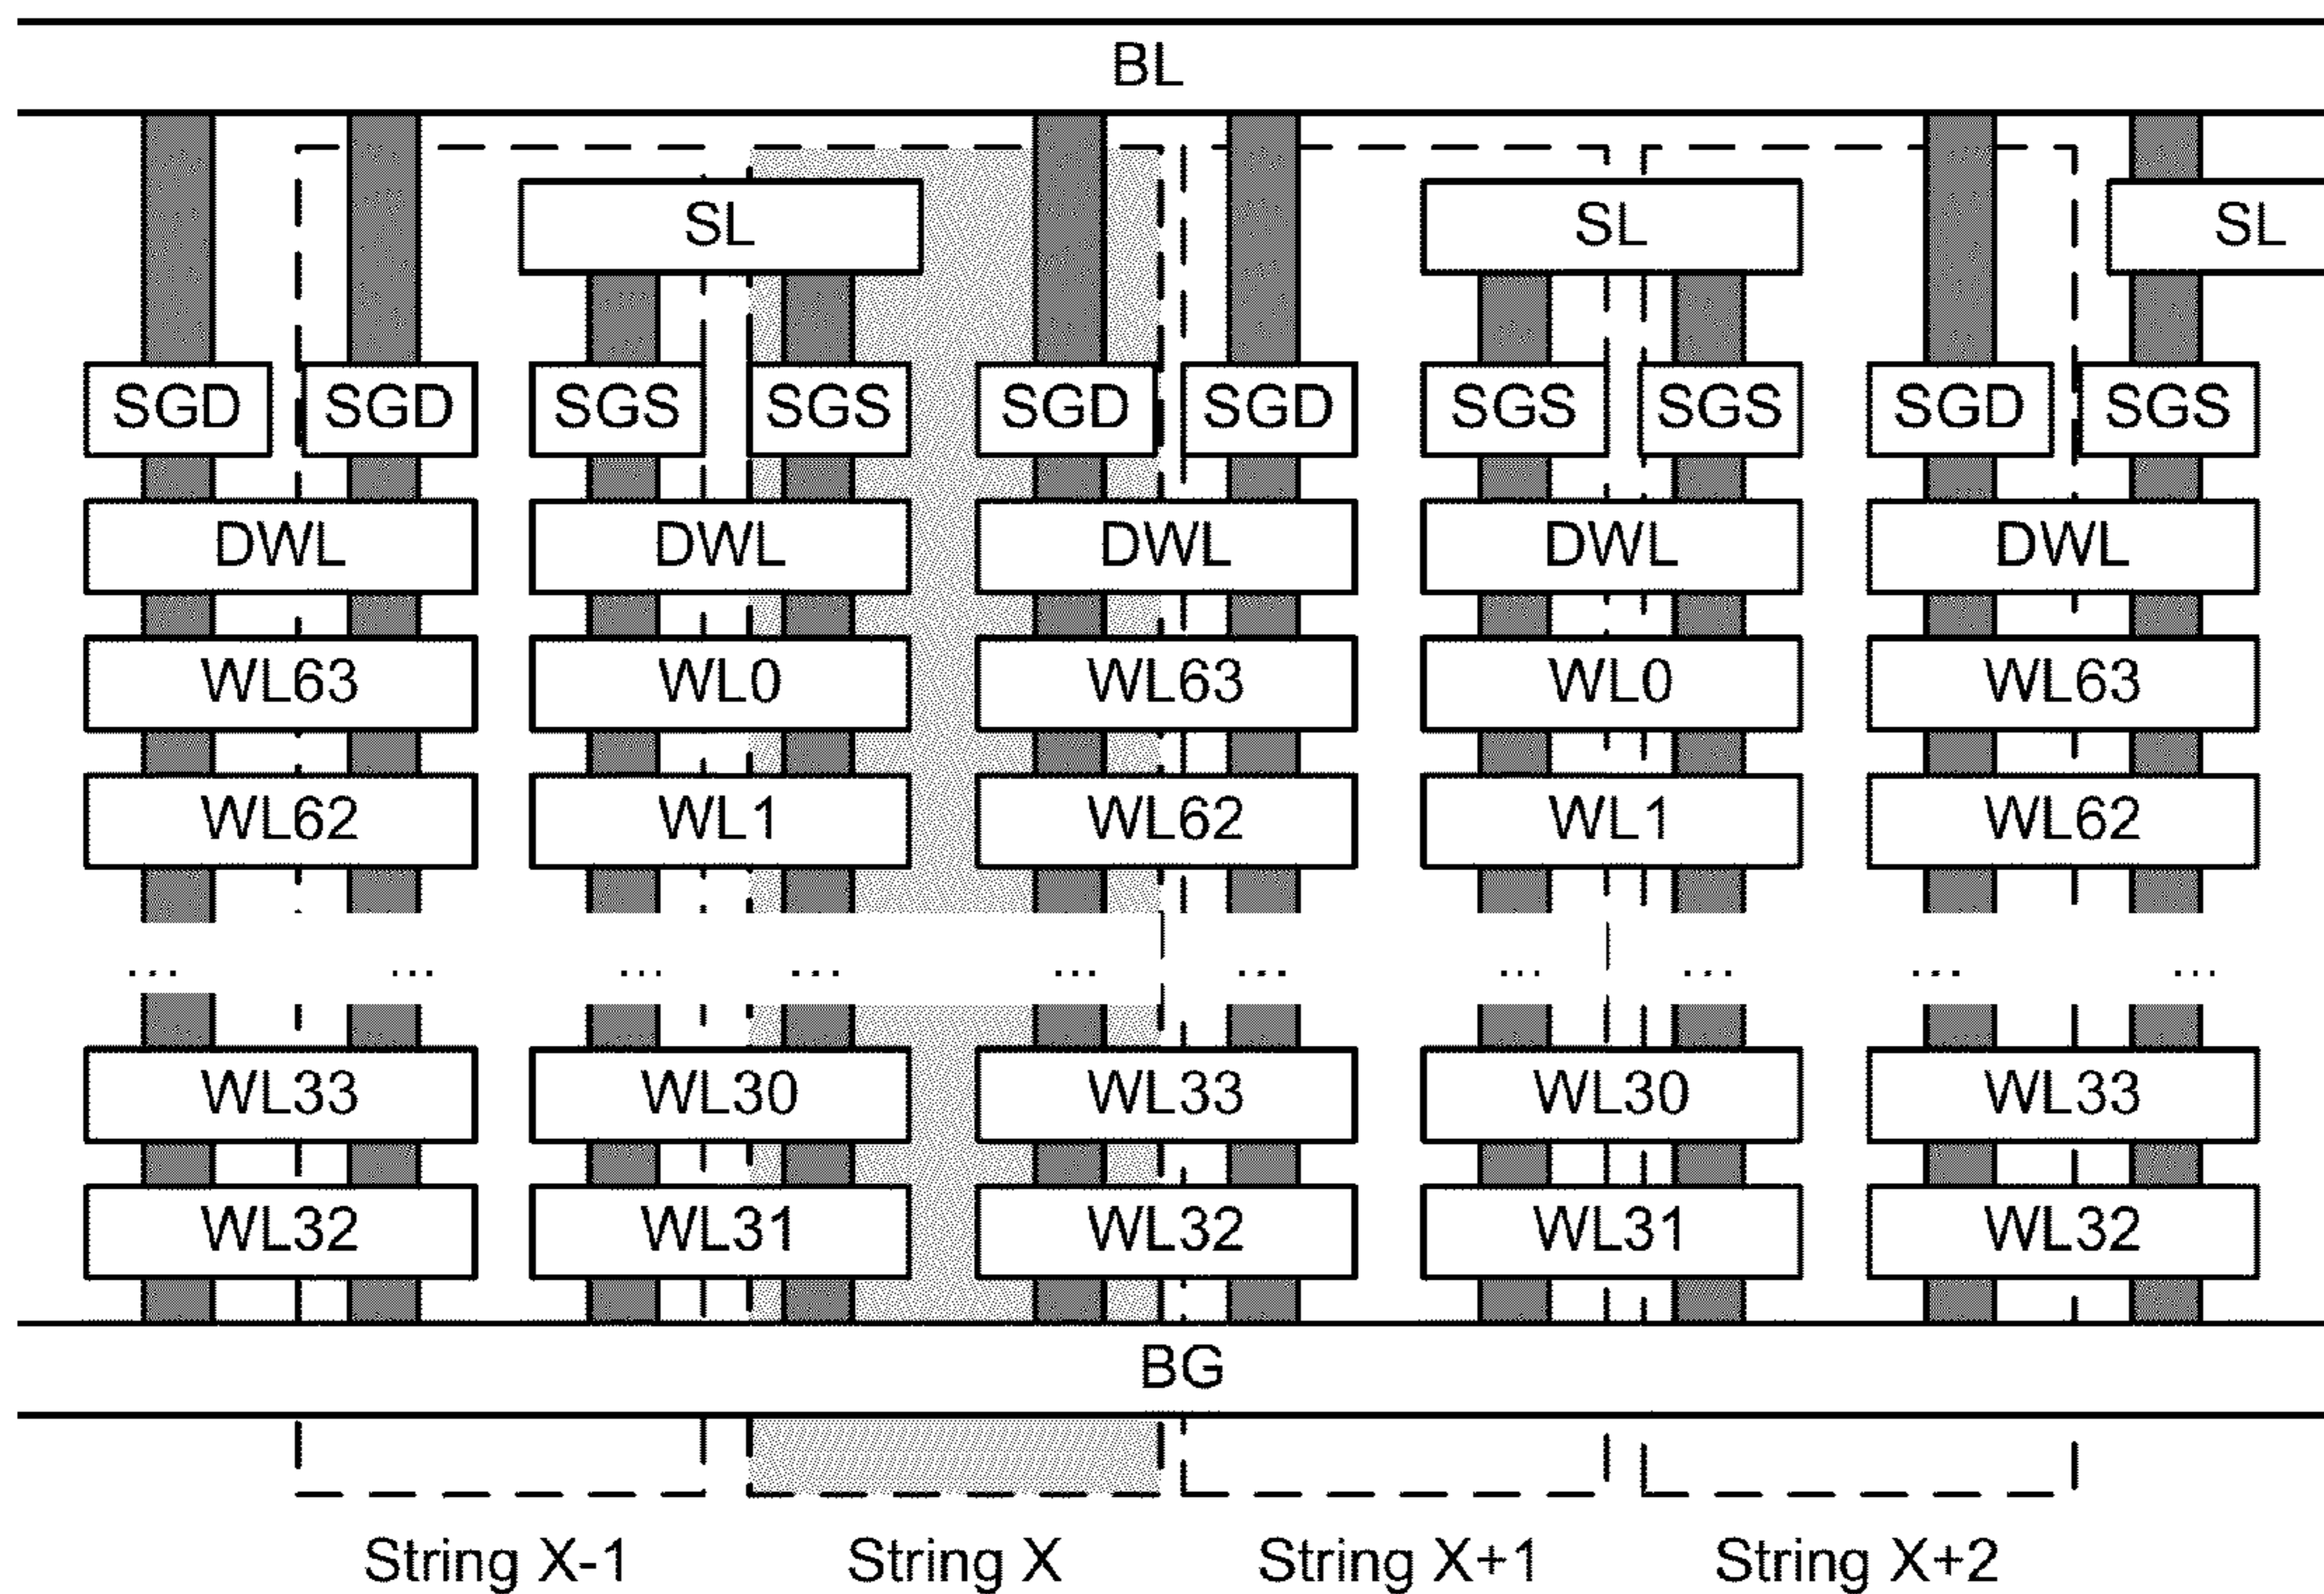 BL
SL SL SL
SGD SGD SGS SGS SGD SGD SGS SGS SGD SGS
DWL DWL DWL DWL DWL
WL63 WL0 WL63 WL0 WL63
WL62 WL1 WL62 WL1 WL62
... ... ... ... ... ... ... ... ... ...
WL33 WL30 WL33 WL30 WL33
WL32 WL31 WL32 WL31 WL32
BG
String X-1 String X String X+1 String X+2